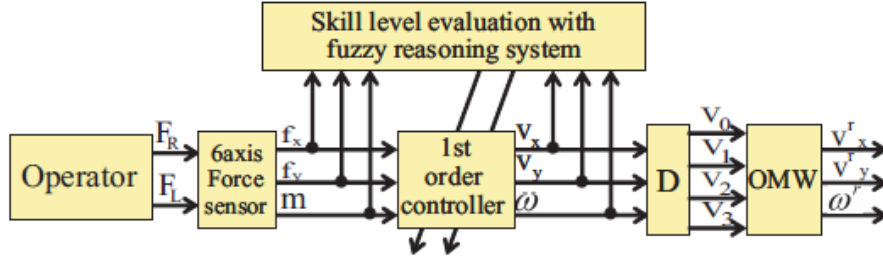 Skill level evaluation with
fuzzy reasoning system
Operator
F_R
F_L
6axis
Force
sensor
f_x
f_y
m
1st
order
controller
v_x
v_y
ω
D
V_0
V_1
V_2
V_3
OMW
v^r_x
v^r_y
ω^r